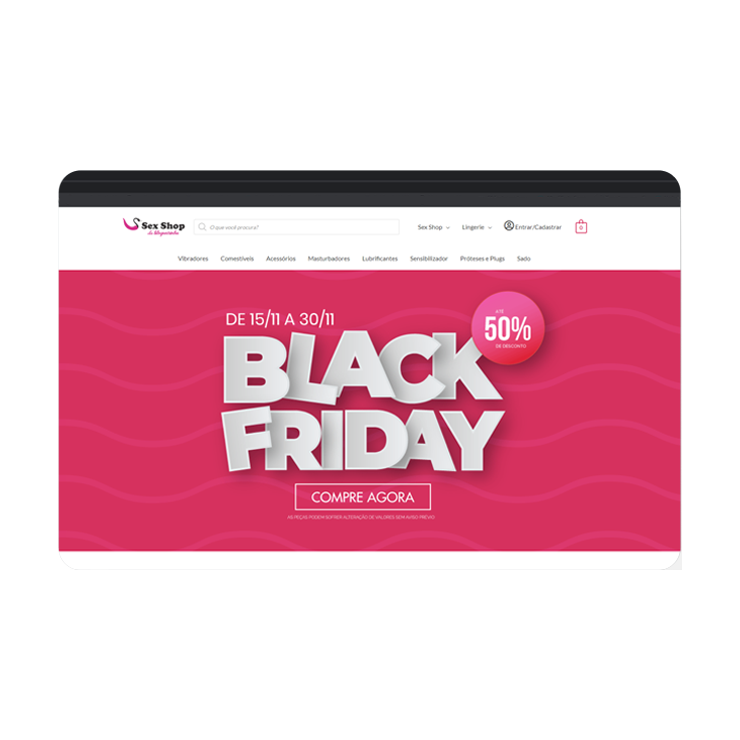 Sex Shop
da blogueirinha
O que você procura?
Sex Shop
Lingerie
Entrar/Cadastrar
0
Vibradores
Comestíveis
Acessórios
Masturbadores
Lubrificantes
Sensibilizador
Próteses e Plugs
Sado
DE 15/11 A 30/11
ATÉ
50%
DE DESCONTO
BLACK
FRIDAY
COMPRE AGORA
AS PEÇAS PODEM SOFRER ALTERAÇÃO DE VALORES SEM AVISO PRÉVIO